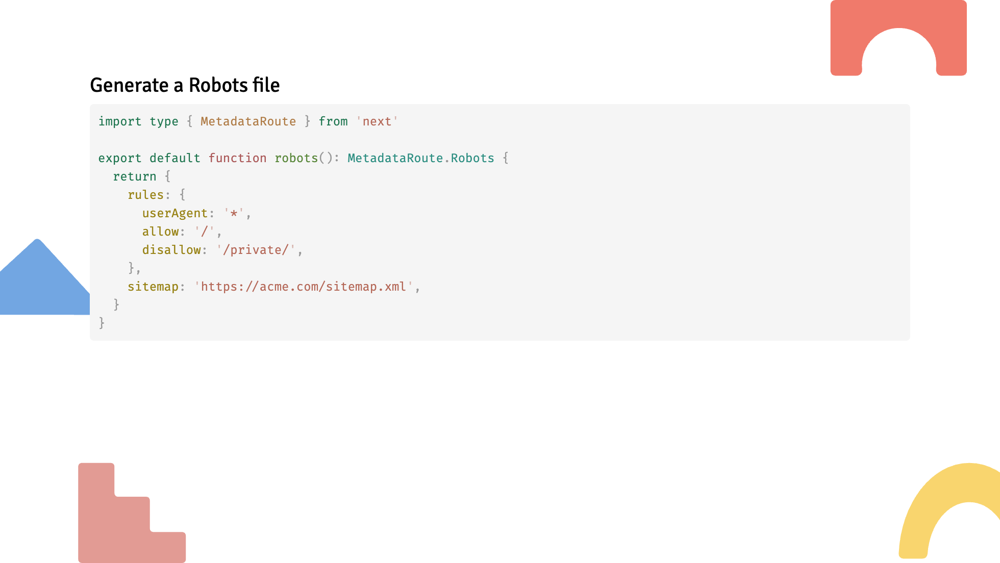 Generate a Robots file
import type { MetadataRoute } from 'next'
export default function robots(): MetadataRoute.Robots {
  return {
    rules: {
      userAgent: '*',
      allow: '/',
      disallow: '/private/',
    },
    sitemap: 'https://acme.com/sitemap.xml',
  }
}